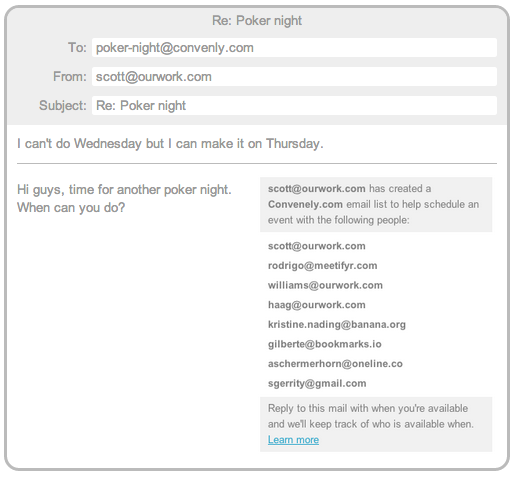 Re: Poker night
To: poker-night@convenly.com
From: scott@ourwork.com
Subject: Re: Poker night
I can't do Wednesday but I can make it on Thursday.
Hi guys, time for another poker night.
When can you do?
scott@ourwork.com has created a
Convenely.com email list to help schedule an
event with the following people:
scott@ourwork.com
rodrigo@meetifyr.com
williams@ourwork.com
haag@ourwork.com
kristine.nading@banana.org
gilberte@bookmarks.io
aschermerhorn@oneline.co
sgerrity@gmail.com
Reply to this mail with when you're available
and we'll keep track of who is available when.
Learn more